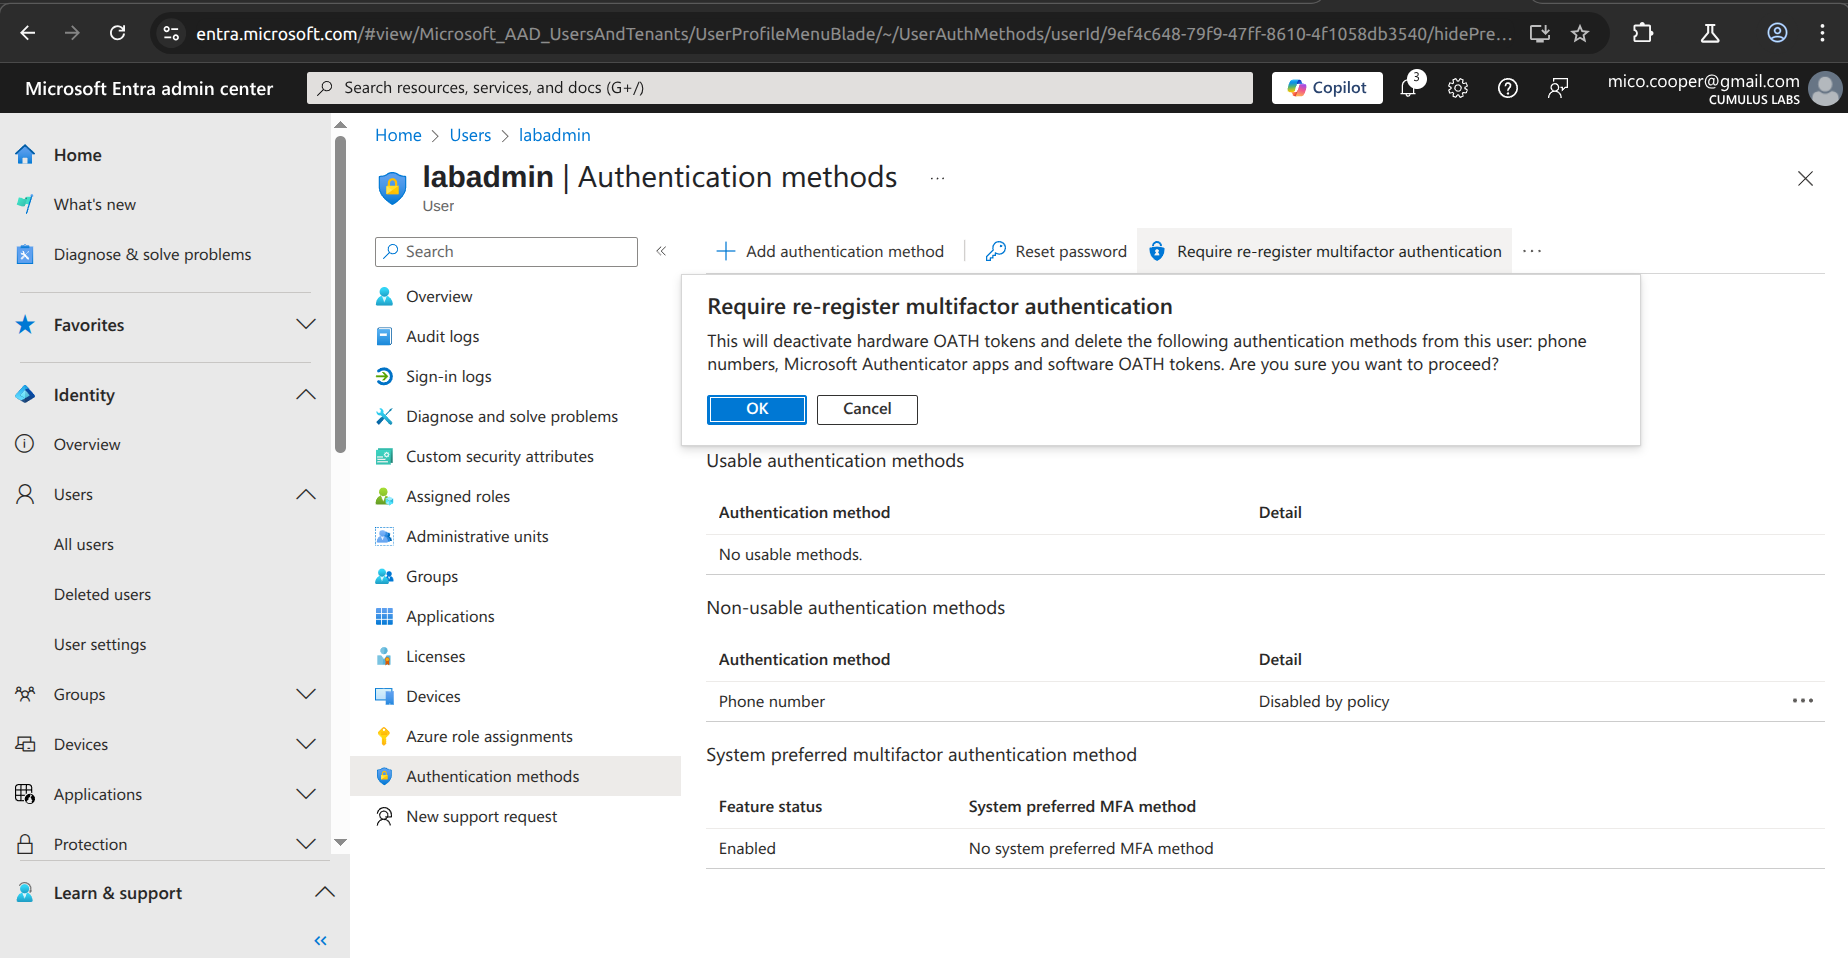 entra.microsoft.com/#view/Microsoft_AAD_UsersAndTenants/UserProfileMenuBlade/~/UserAuthMethods/userId/9ef4c648-79f9-47ff-8610-4f1058db3540/hidePre...
Microsoft Entra admin center
Search resources, services, and docs (G+/)
Copilot
3
mico.cooper@gmail.com
CUMULUS LABS
Home
What's new
Diagnose & solve problems
Favorites
Identity
Overview
Users
All users
Deleted users
User settings
Groups
Devices
Applications
Protection
Learn & support
Home > Users > labadmin
labadmin | Authentication methods ...
User
Search
Overview
Audit logs
Sign-in logs
Diagnose and solve problems
Custom security attributes
Assigned roles
Administrative units
Groups
Applications
Licenses
Devices
Azure role assignments
Authentication methods
New support request
Add authentication method
Reset password
Require re-register multifactor authentication
...
Require re-register multifactor authentication
This will deactivate hardware OATH tokens and delete the following authentication methods from this user: phone
numbers, Microsoft Authenticator apps and software OATH tokens. Are you sure you want to proceed?
OK
Cancel
Usable authentication methods
Authentication method Detail
No usable methods.
Non-usable authentication methods
Authentication method Detail
Phone number Disabled by policy
System preferred multifactor authentication method
Feature status System preferred MFA method
Enabled No system preferred MFA method